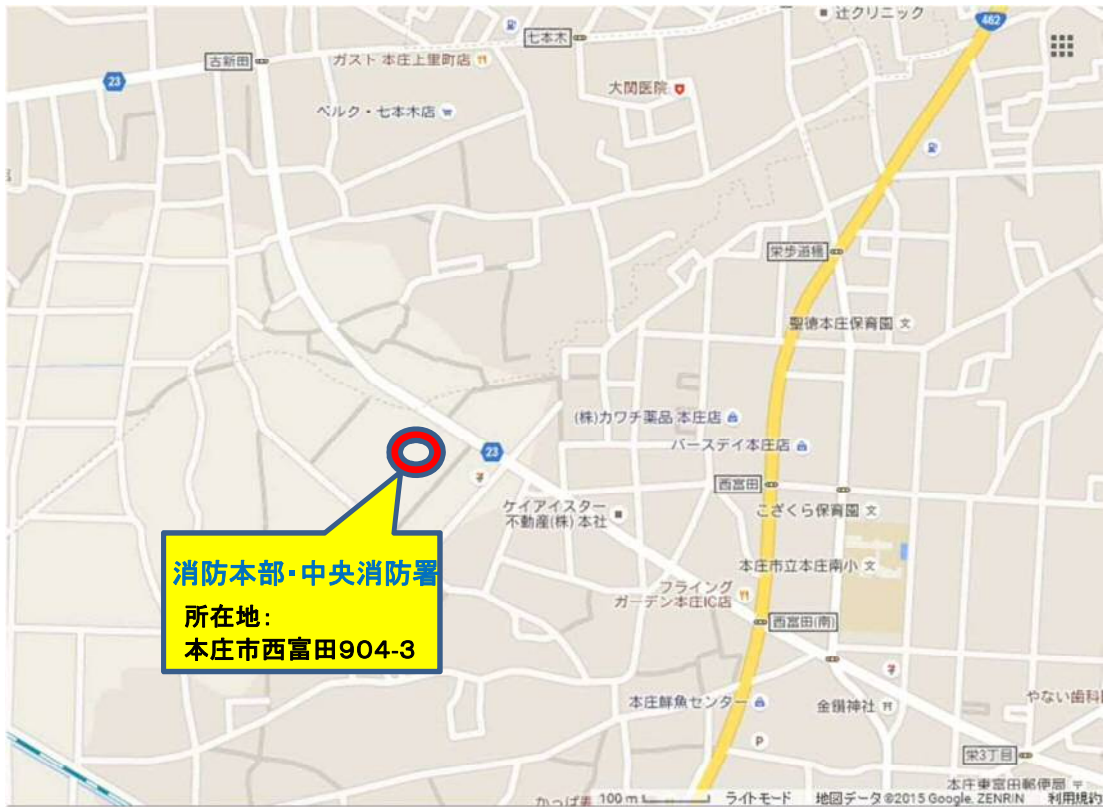 辻クリニック
462
七本木
古新田
ガスト 本庄上里町店
23
大関医院
ベルク・七本木店
栄歩道橋
聖徳本庄保育園
(株)カワチ薬品 本庄店
バースデイ本庄店
23
西富田
ケイアイスター
不動産(株) 本社
こざくら保育園
消防本部・中央消防署
所在地:
本庄市西富田904-3
本庄市立本庄南小
フライング
ガーデン本庄IC店
西富田(南)
本庄鮮魚センター
金鑚神社
やない歯科
P
栄3丁目
本庄東富田郵便局
かっぱ
100 m
ライトモード
地図データ ©2015 Google, ZENRIN
利用規約